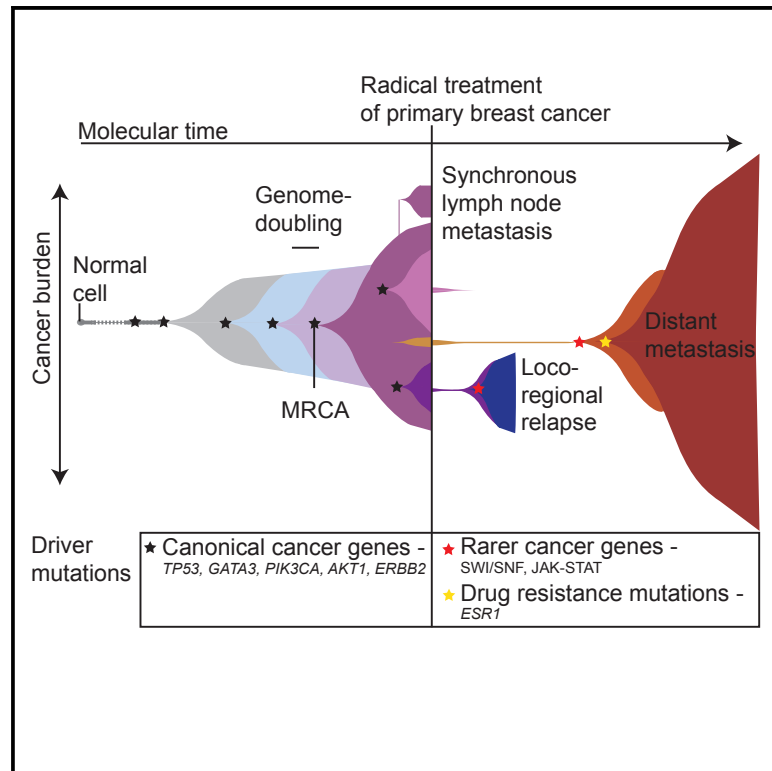 Radical treatment
of primary breast cancer
Molecular time
Synchronous
lymph node
metastasis
Genome-
doubling
Normal
cell
Cancer burden
Distant
metastasis
Loco-
regional
relapse
MRCA
Driver
mutations
Canonical cancer genes -
TP53, GATA3, PIK3CA, AKT1, ERBB2
Rarer cancer genes -
SWI/SNF, JAK-STAT
Drug resistance mutations -
ESR1